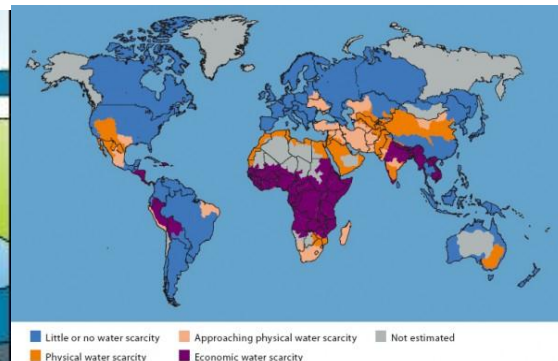 Little or no water scarcity
Approaching physical water scarcity
Not estimated
Physical water scarcity
Economic water scarcity